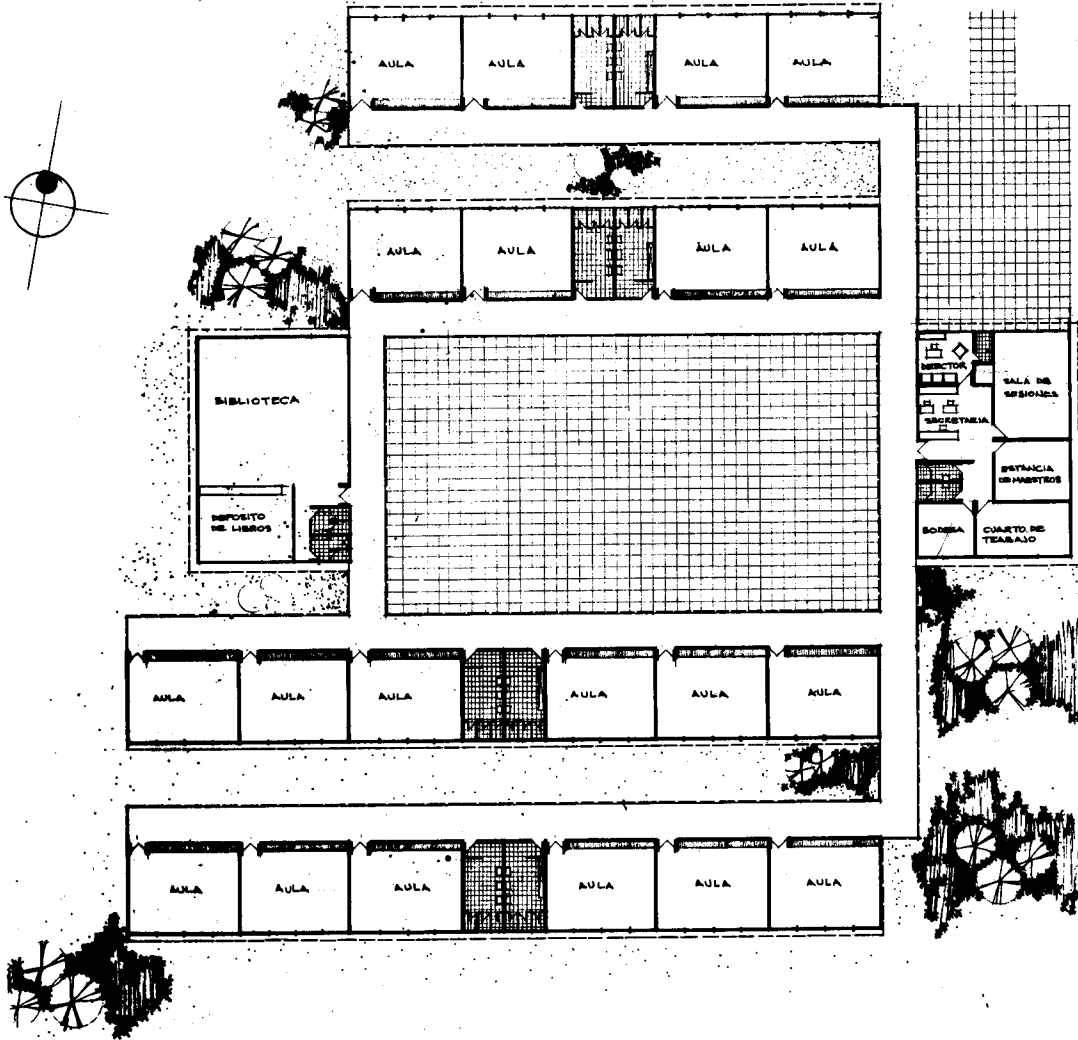 AULA
AULA
AULA
AULA
AULA
AULA
AULA
AULA
BIBLIOTECA
DEPOSITO
DE LIBROS
DIRECTOR
SALA DE
SESIONES
SECRETARIA
ESTANCIA
DE MAESTROS
BODEGA
CUARTO DE
TRABAJO
AULA
AULA
AULA
AULA
AULA
AULA
AULA
AULA
AULA
AULA
AULA
AULA